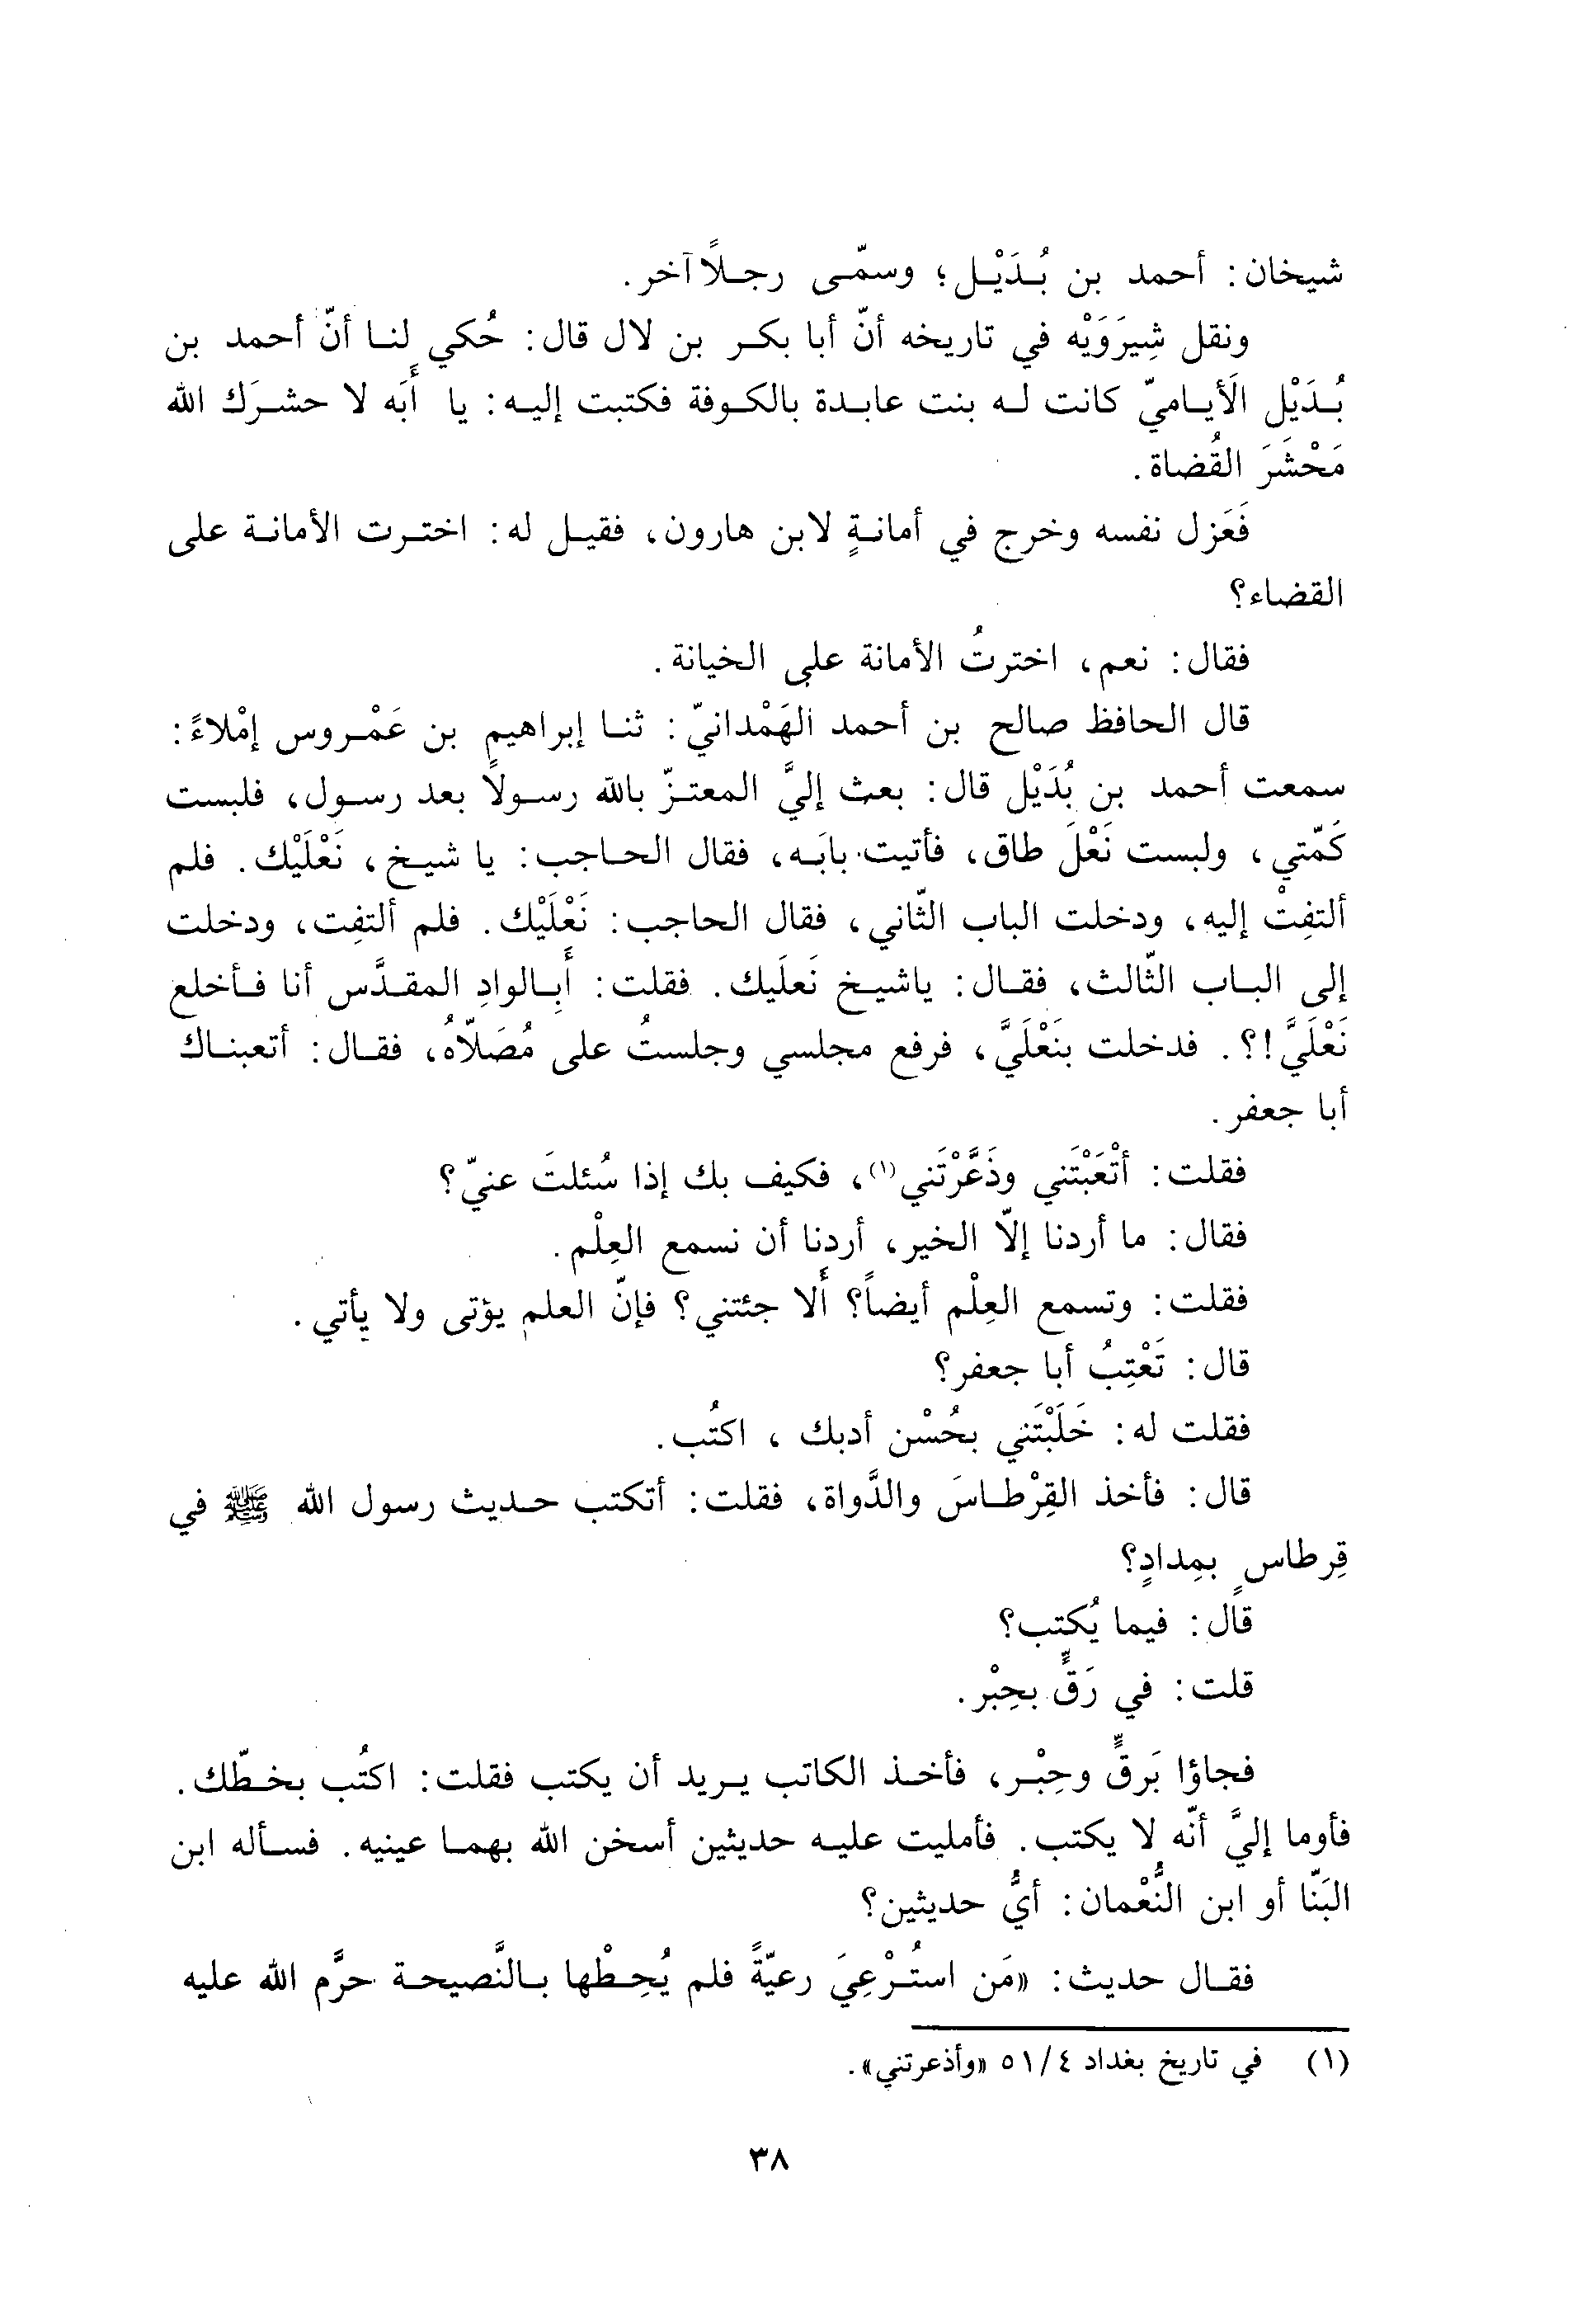 شيخان: أحمد بن بُدَيْل؛ وسمّى رجلاً آخر.
ونقل شِيرَوَيْه في تاريخه أنّ أبا بكر بن لال قال: حُكي لنا أنّ أحمد بن
بُدَيْل الَأياميّ كانت له بنت عابدة بالكوفة فكتبت إليه: يا أَبَه لا حشرَك الله
مَحْشَرَ القُضاة.
فَعَزل نفسه وخرج في أمانةٍ لابن هارون، فقيل له: اخترت الأمانة على
القضاء؟
فقال: نعم، اخترتُ الأمانة على الخيانة.
قال الحافظ صالح بن أحمد الهَمْدانيّ: ثنا إبراهيم بن عَمْروس إمْلاءً:
سمعت أحمد بن بُدَيْل قال: بعث إليَّ المعتزّ بالله رسولاً بعد رسول، فلبست
كَمّتي، ولبست نَعْلَ طاق، فأتيت بابَه، فقال الحاجب: يا شيخ، نَعْلَيْك. فلم
ألتفِتْ إليه، ودخلت الباب الثّاني، فقال الحاجب: نَعْلَيْك. فلم ألتفِت، ودخلت
إلى الباب الثّالث، فقال: ياشيخ نَعلَيك. فقلت: أَبِالوادِ المقدَّس أنا فأخلع
نَعْلَيَّ!؟. فدخلت بنَعْلَيَّ، فرفع مجلسي وجلستُ على مُصَلّاهُ، فقال: أتعبناك
أبا جعفر.
فقلت: أتْعَبْتَني وذَعَّرْتَني(١)، فكيف بك إذا سُئلتَ عنيّ؟
فقال: ما أردنا إلّا الخير، أردنا أن نسمع العِلْم.
فقلت: وتسمع العِلْم أيضاً؟ أَلا جئتني؟ فإنّ العلم يؤتى ولا يأتي.
قال: تَعْتِبُ أبا جعفر؟
فقلت له: خَلَبْتَني بحُسْن أدبك، اكتُب.
قال: فأخذ القِرْطاسَ والدَّواة، فقلت: أتكتب حديث رسول الله ﷺ في
قِرطاسٍ بمِدادٍ؟
قال: فيما يُكتب؟
قلت: في رَقٍّ بحِبْر.
فجاؤا بَرقٍّ وحِبْر، فأخذ الكاتب يريد أن يكتب فقلت: اكتُب بخطّك.
فأوما إليَّ أنّه لا يكتب. فأمليت عليه حديثين أسخن الله بهما عينيه. فسأله ابن
البَنّا أو ابن النُّعْمان: أيُّ حديثين؟
فقال حديث: «مَن استُرْعِيَ رعيّةً فلم يُحِطْها بالنَّصيحة حرَّم الله عليه
(١) في تاريخ بغداد ٥١/٤ «وأذعرتني».
٣٨